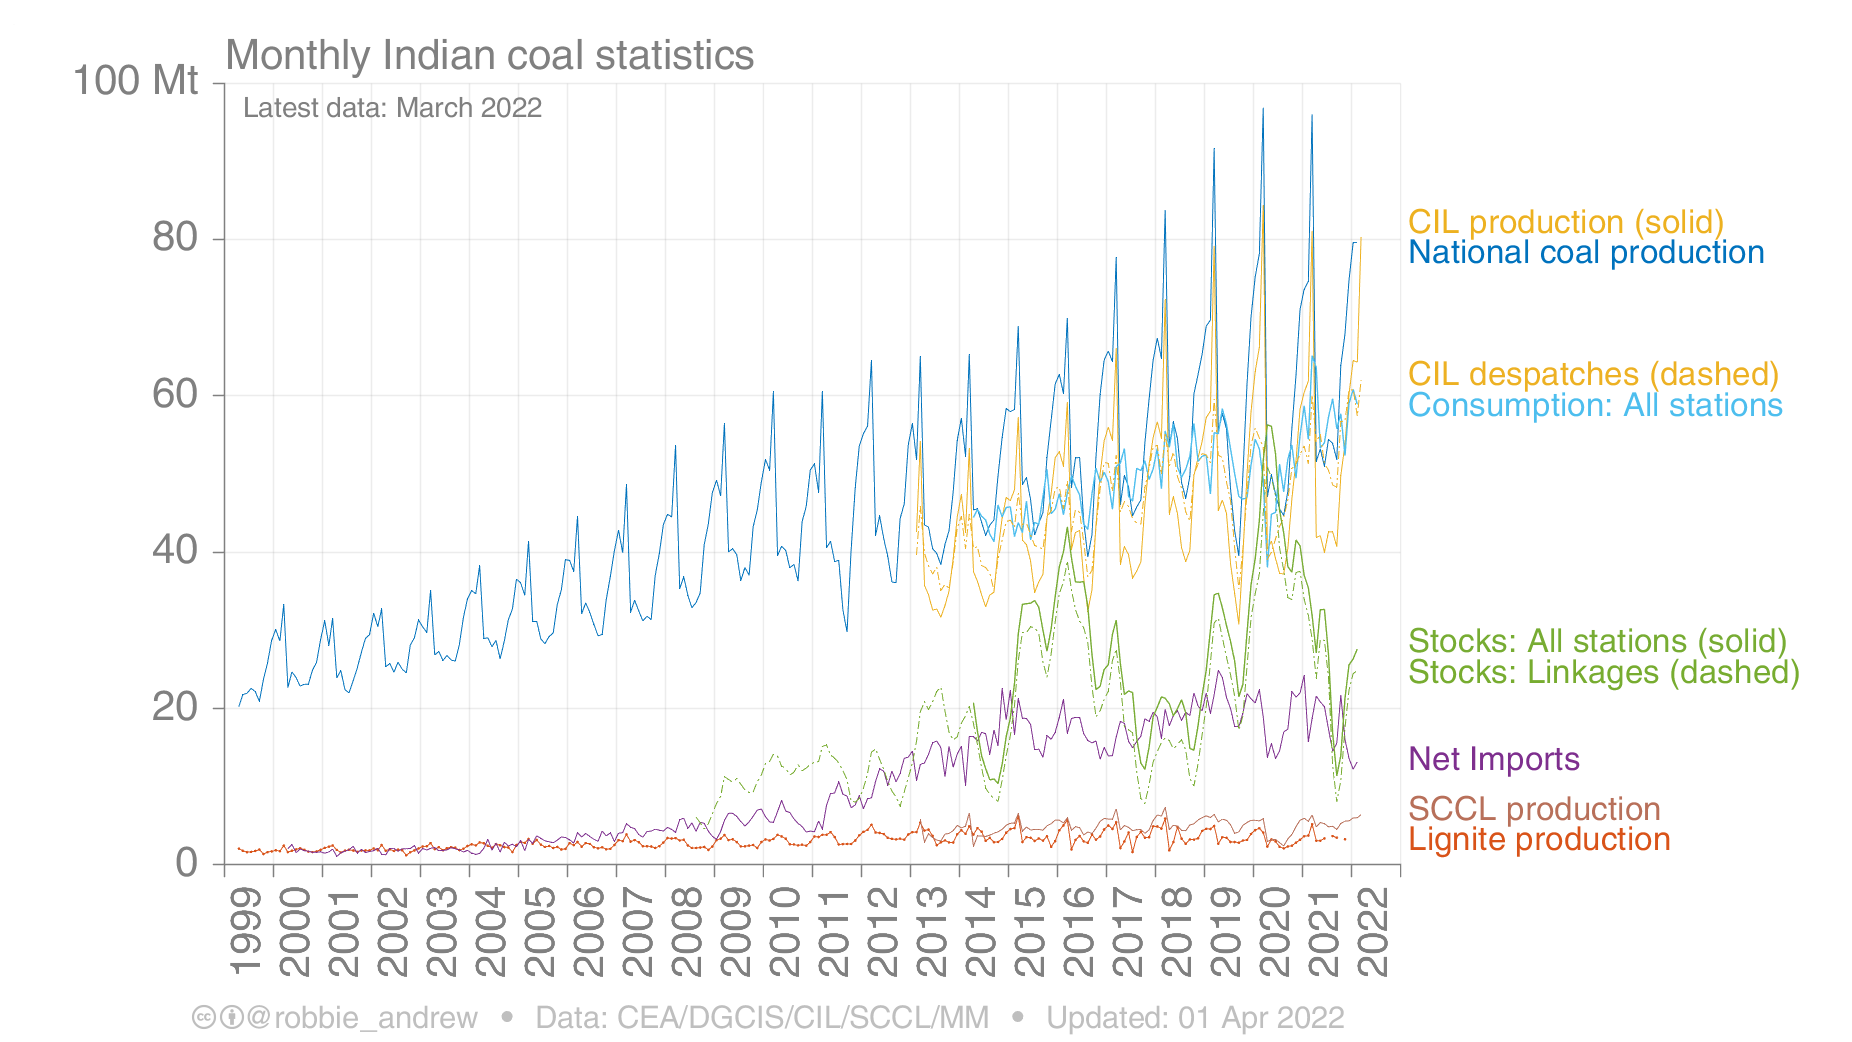 Monthly Indian coal statistics
100 Mt
Latest data: March 2022
80
60
40
20
0
CIL production (solid)
National coal production
CIL despatches (dashed)
Consumption: All stations
Stocks: All stations (solid)
Stocks: Linkages (dashed)
Net Imports
SCCL production
Lignite production
1999 2000 2001 2002 2003 2004 2005 2006 2007 2008 2009 2010 2011 2012 2013 2014 2015 2016 2017 2018 2019 2020 2021 2022
@robbie_andrew • Data: CEA/DGCIS/CIL/SCCL/MM • Updated: 01 Apr 2022